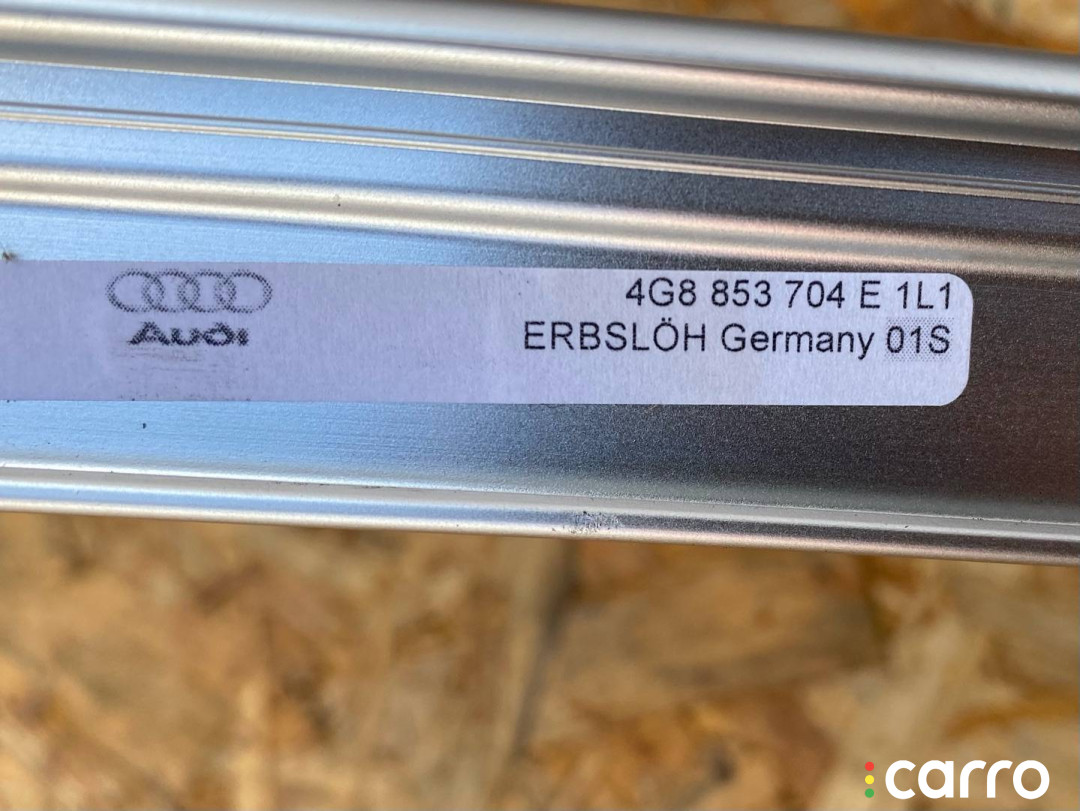 4G8 853 704 E 1L1
Audi
ERBSLÖH Germany 01S
carro